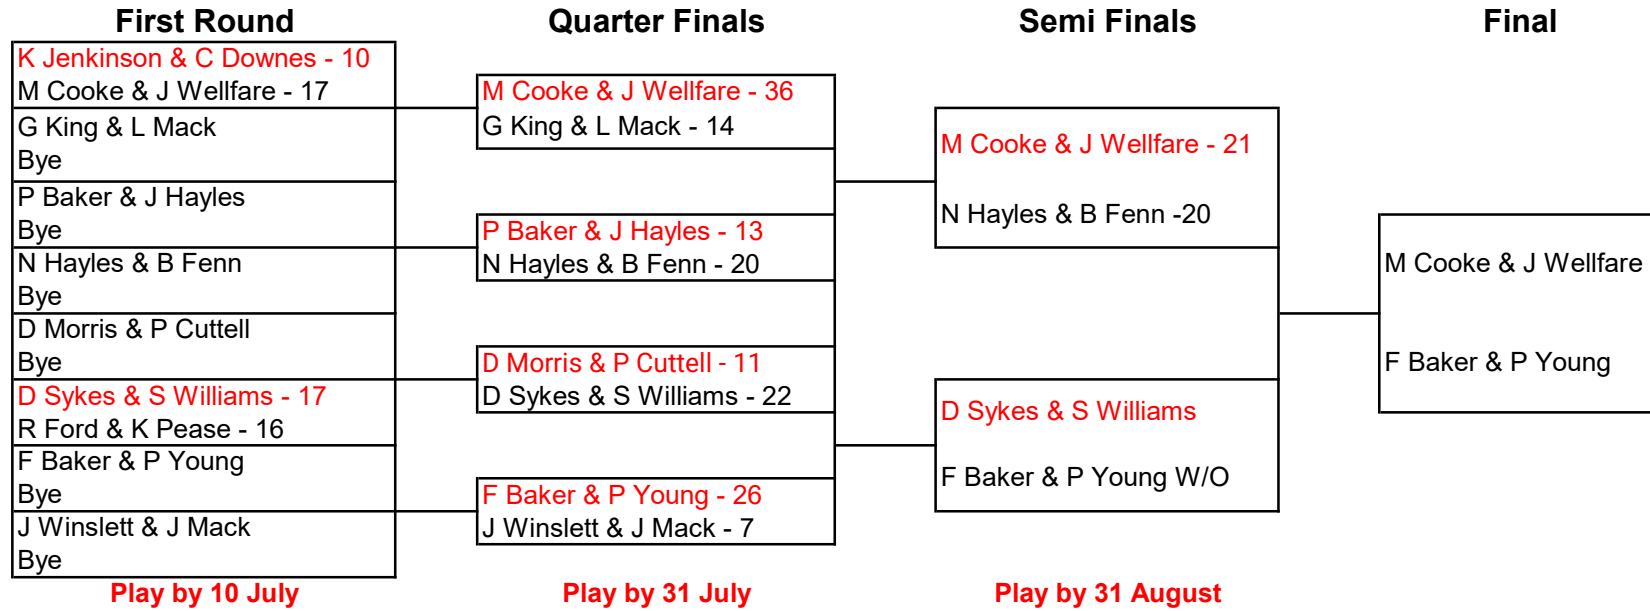 First Round
Quarter Finals
Semi Finals
Final
K Jenkinson & C Downes - 10
M Cooke & J Wellfare - 17
G King & L Mack
Bye
P Baker & J Hayles
Bye
N Hayles & B Fenn
Bye
D Morris & P Cuttell
Bye
D Sykes & S Williams - 17
R Ford & K Pease - 16
F Baker & P Young
Bye
J Winslett & J Mack
Bye
Play by 10 July
M Cooke & J Wellfare - 36
G King & L Mack - 14
P Baker & J Hayles - 13
N Hayles & B Fenn - 20
D Morris & P Cuttell - 11
D Sykes & S Williams - 22
F Baker & P Young - 26
J Winslett & J Mack - 7
Play by 31 July
M Cooke & J Wellfare - 21
N Hayles & B Fenn -20
D Sykes & S Williams
F Baker & P Young W/O
Play by 31 August
M Cooke & J Wellfare
F Baker & P Young